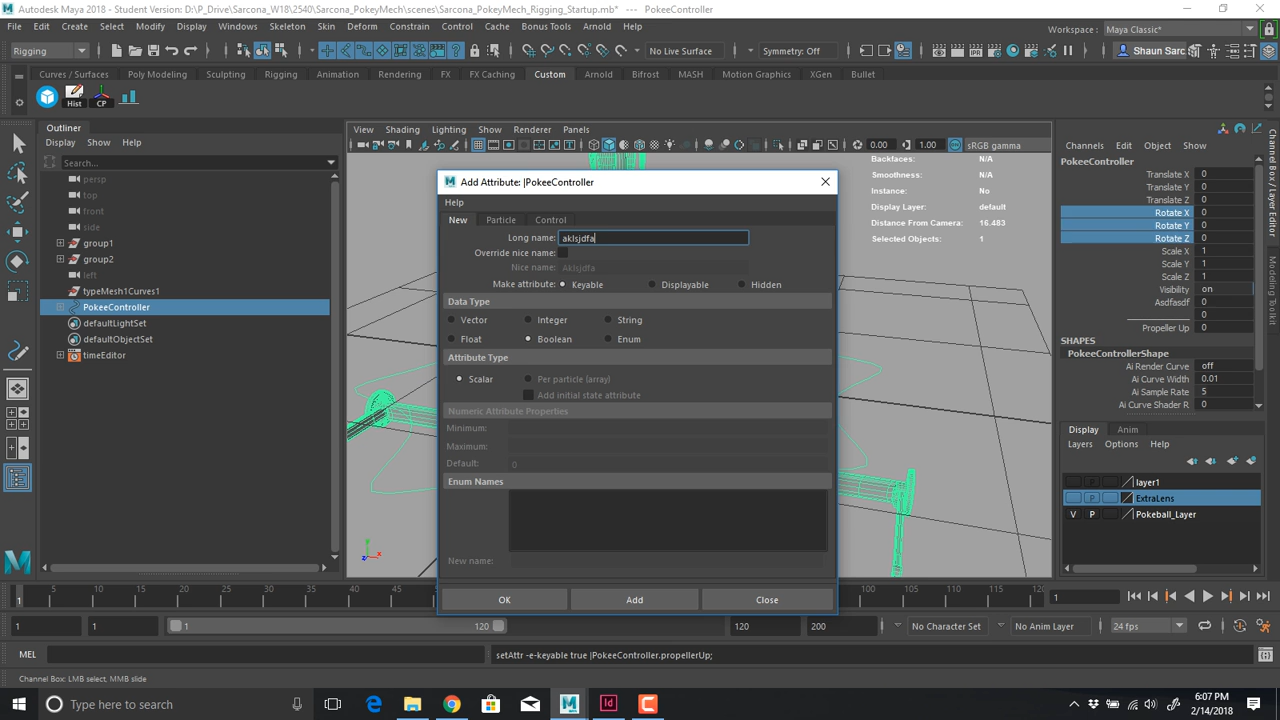 Autodesk Maya 2018 - Student Version: D:\P_Drive\Sarcona_W18\2540\Sarcona_PokeyMech\scenes\Sarcona_PokeyMech_Rigging_Startup.mb* --- PokeeController
File Edit Create Select Modify Display Windows Skeleton Skin Deform Constrain Control Cache Arnold Help
Workspace : Maya Classic*
Rigging
No Live Surface
Symmetry: Off
Shaun Sarc
Curves / Surfaces Poly Modeling Sculpting Rigging Animation Rendering FX FX Caching Custom Arnold Bifrost MASH Motion Graphics XGen Bullet
Hist CP
Outliner
Display Show Help
Search...
persp
top
front
side
group1
group2
left
typeMesh1Curves1
PokeeController
defaultLightSet
defaultObjectSet
timeEditor
View Shading Lighting Show Renderer Panels
0.00 1.00 sRGB gamma
Backfaces: N/A
Smoothness: N/A
Instance: No
Display Layer: default
Distance From Camera: 16.483
Selected Objects: 1
Add Attribute: |PokeeController
Help
New Particle Control
Long name: aklsjdfa
Override nice name:
Nice name: Aklsjdfa
Make attribute: Keyable Displayable Hidden
Data Type
Vector Integer String
Float Boolean Enum
Attribute Type
Scalar Per particle (array)
Add initial state attribute
Numeric Attribute Properties
Minimum:
Maximum:
Default: 0
Enum Names
New name:
OK Add Close
Channels Edit Object Show
PokeeController
Translate X 0
Translate Y 0
Translate Z 0
Rotate X 0
Rotate Y 0
Rotate Z 0
Scale X 1
Scale Y 1
Scale Z 1
Visibility on
Asdfasdf 0
0
Propeller Up 0
SHAPES
PokeeControllerShape
Ai Render Curve off
Ai Curve Width 0.01
Ai Sample Rate 5
Ai Curve Shader R 0
Channel Box / Layer Editor
Modeling Toolkit
Display Anim
Layers Options Help
P layer1
P ExtraLens
V P Pokeball_Layer
1 5 10 15 20 25 30 35 40 45 50 100 105 110 115 120
1
1 1 1 120 120 200
No Character Set No Anim Layer 24 fps
MEL
setAttr -e-keyable true |PokeeController.propellerUp;
Channel Box: LMB select, MMB slide
Type here to search
6:07 PM
2/14/2018